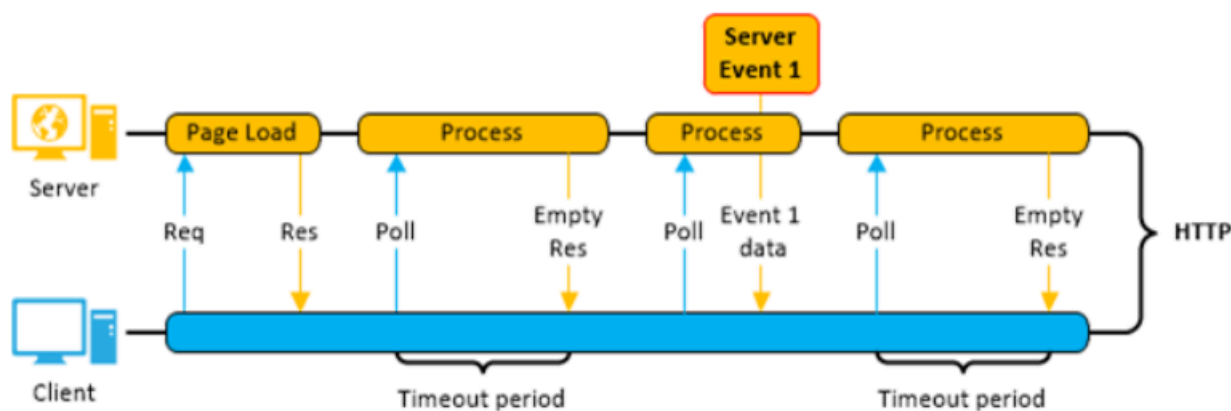 Server
Event 1
Page Load
Process
Process
Process
Server
Req
Res
Poll
Empty
Res
Poll
Event 1
data
Poll
Empty
Res
HTTP
Client
Timeout period
Timeout period